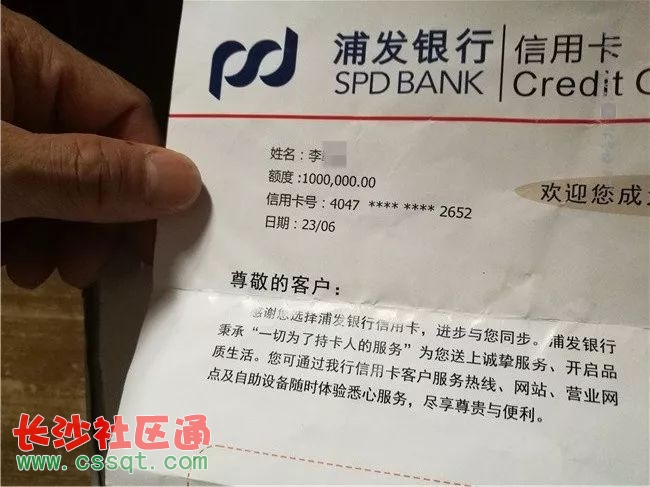 浦发银行 信用卡
SPD BANK Credit C
姓名：李
额度：1000,000.00
信用卡号：4047 **** **** 2652
日期：23/06
欢迎您成为
尊敬的客户：
感谢您选择浦发银行信用卡，进步与您同步。浦发银行
秉承“一切为了持卡人的服务”为您送上诚挚服务、开启品
质生活。您可通过我行信用卡客户服务热线、网站、营业网
点及自助设备随时体验悉心服务，尽享尊贵与便利。
长沙社区通
www.cssqt.com